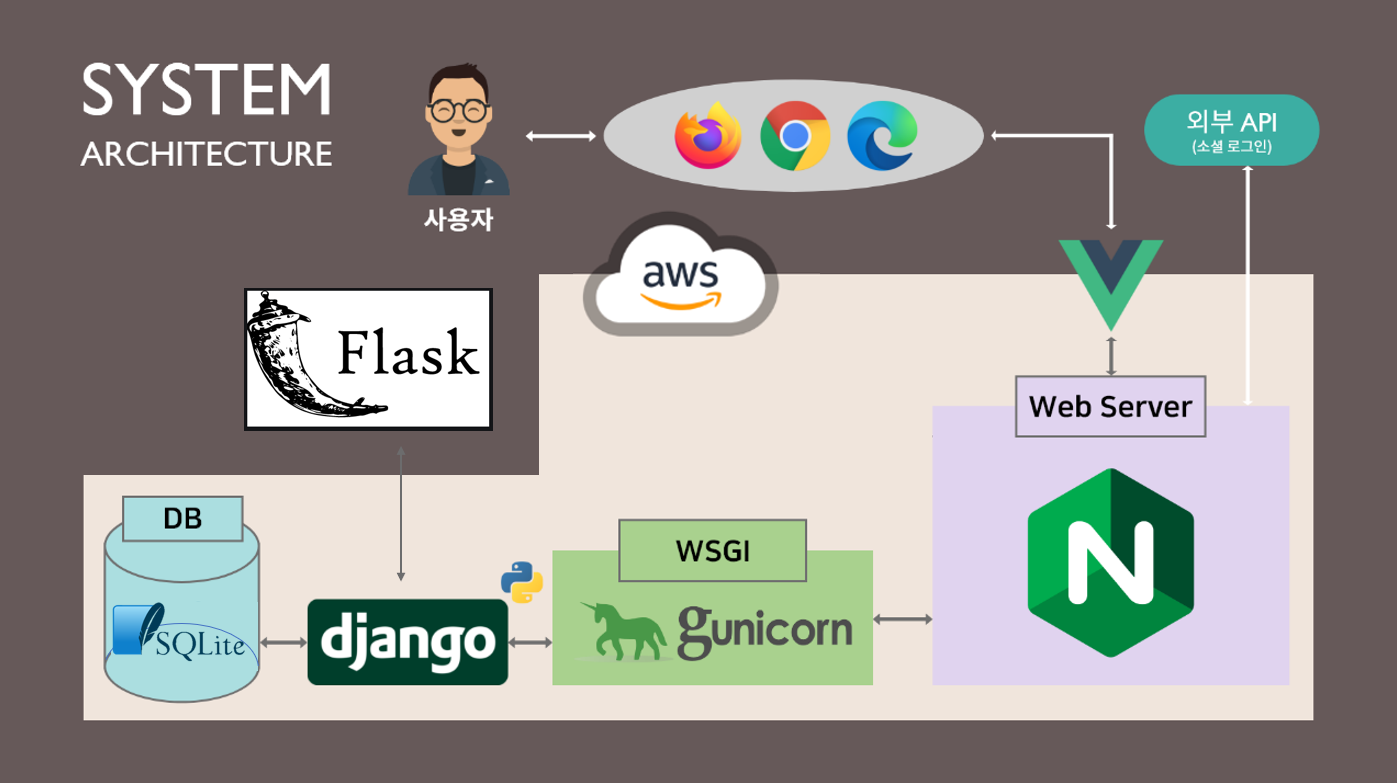 SYSTEM
ARCHITECTURE
사용자
외부 API
(소셜 로그인)
aws
Flask
Web Server
DB
WSGI
SQLite
django
gunicorn
N